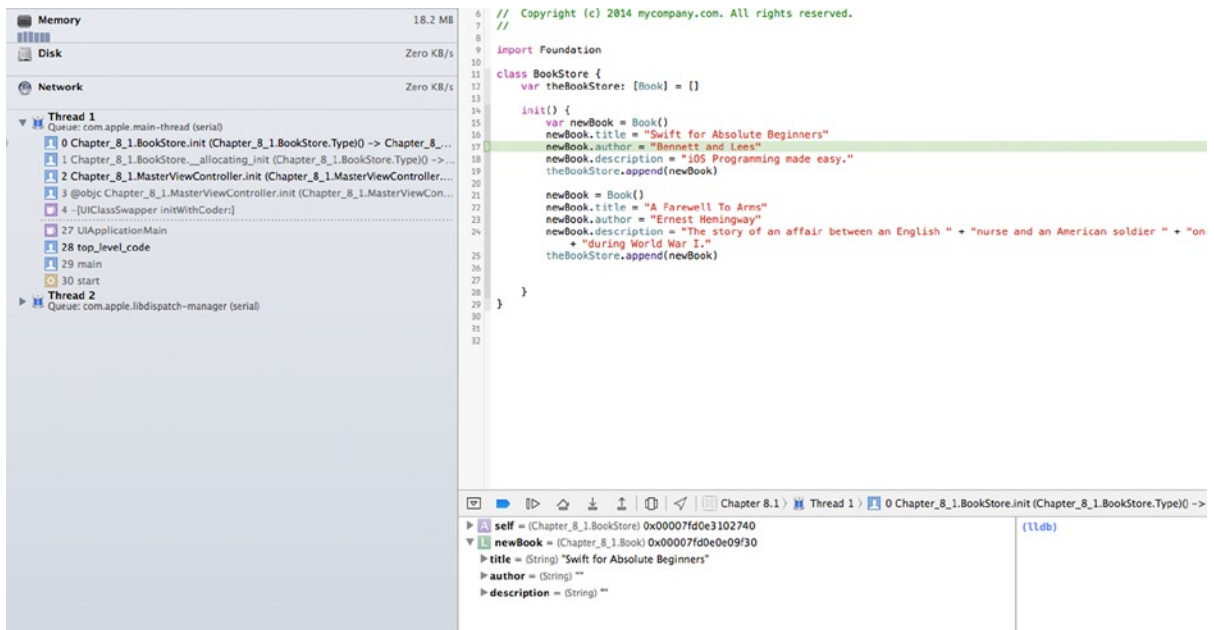 Memory 18.2 MB
Disk Zero KB/s
Network Zero KB/s
Thread 1
Queue: com.apple.main-thread (serial)
0 Chapter_8_1.BookStore.init (Chapter_8_1.BookStore.Type)() -> Chapter_8_...
1 Chapter_8_1.BookStore.__allocating_init (Chapter_8_1.BookStore.Type)() ->...
2 Chapter_8_1.MasterViewController.init (Chapter_8_1.MasterViewController....
3 @objc Chapter_8_1.MasterViewController.init (Chapter_8_1.MasterViewCon...
4 -[UIClassSwapper initWithCoder:]
27 UIApplicationMain
28 top_level_code
29 main
30 start
Thread 2
Queue: com.apple.libdispatch-manager (serial)
6 // Copyright (c) 2014 mycompany.com. All rights reserved.
7 //
8
9 import Foundation
10
11 class BookStore {
12 var theBookStore: [Book] = []
13
14 init() {
15 var newBook = Book()
16 newBook.title = "Swift for Absolute Beginners"
17 newBook.author = "Bennett and Lees"
18 newBook.description = "iOS Programming made easy."
19 theBookStore.append(newBook)
20
21 newBook = Book()
22 newBook.title = "A Farewell To Arms"
23 newBook.author = "Ernest Hemingway"
24 newBook.description = "The story of an affair between an English " + "nurse and an American soldier " + "on
+ "during World War I."
25 theBookStore.append(newBook)
26
27
28 }
29 }
30
31
32
Chapter 8.1 Thread 1 0 Chapter_8_1.BookStore.init (Chapter_8_1.BookStore.Type)() ->
self = (Chapter_8_1.BookStore) 0x00007fd0e3102740
newBook = (Chapter_8_1.Book) 0x00007fd0e0e09f30
title = (String) "Swift for Absolute Beginners"
author = (String) ""
description = (String) ""
(lldb)